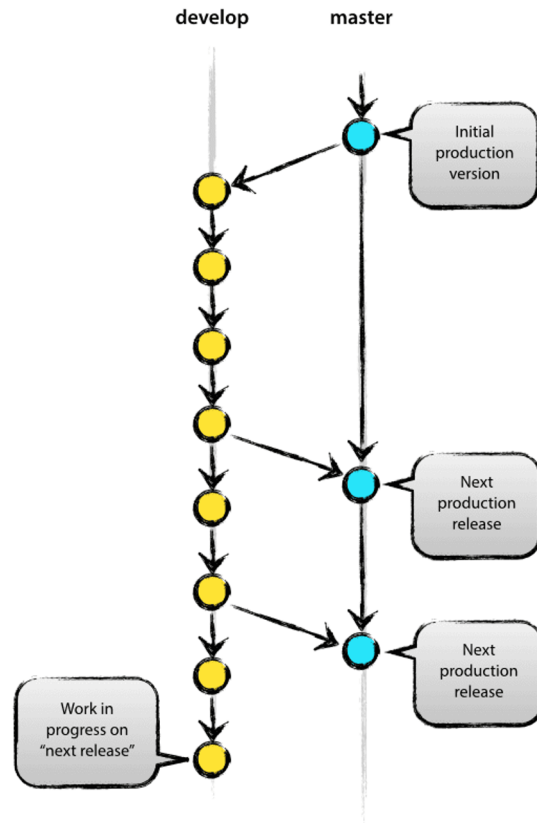 develop
master
Initial
production
version
Next
production
release
Next
production
release
Work in
progress on
“next release”